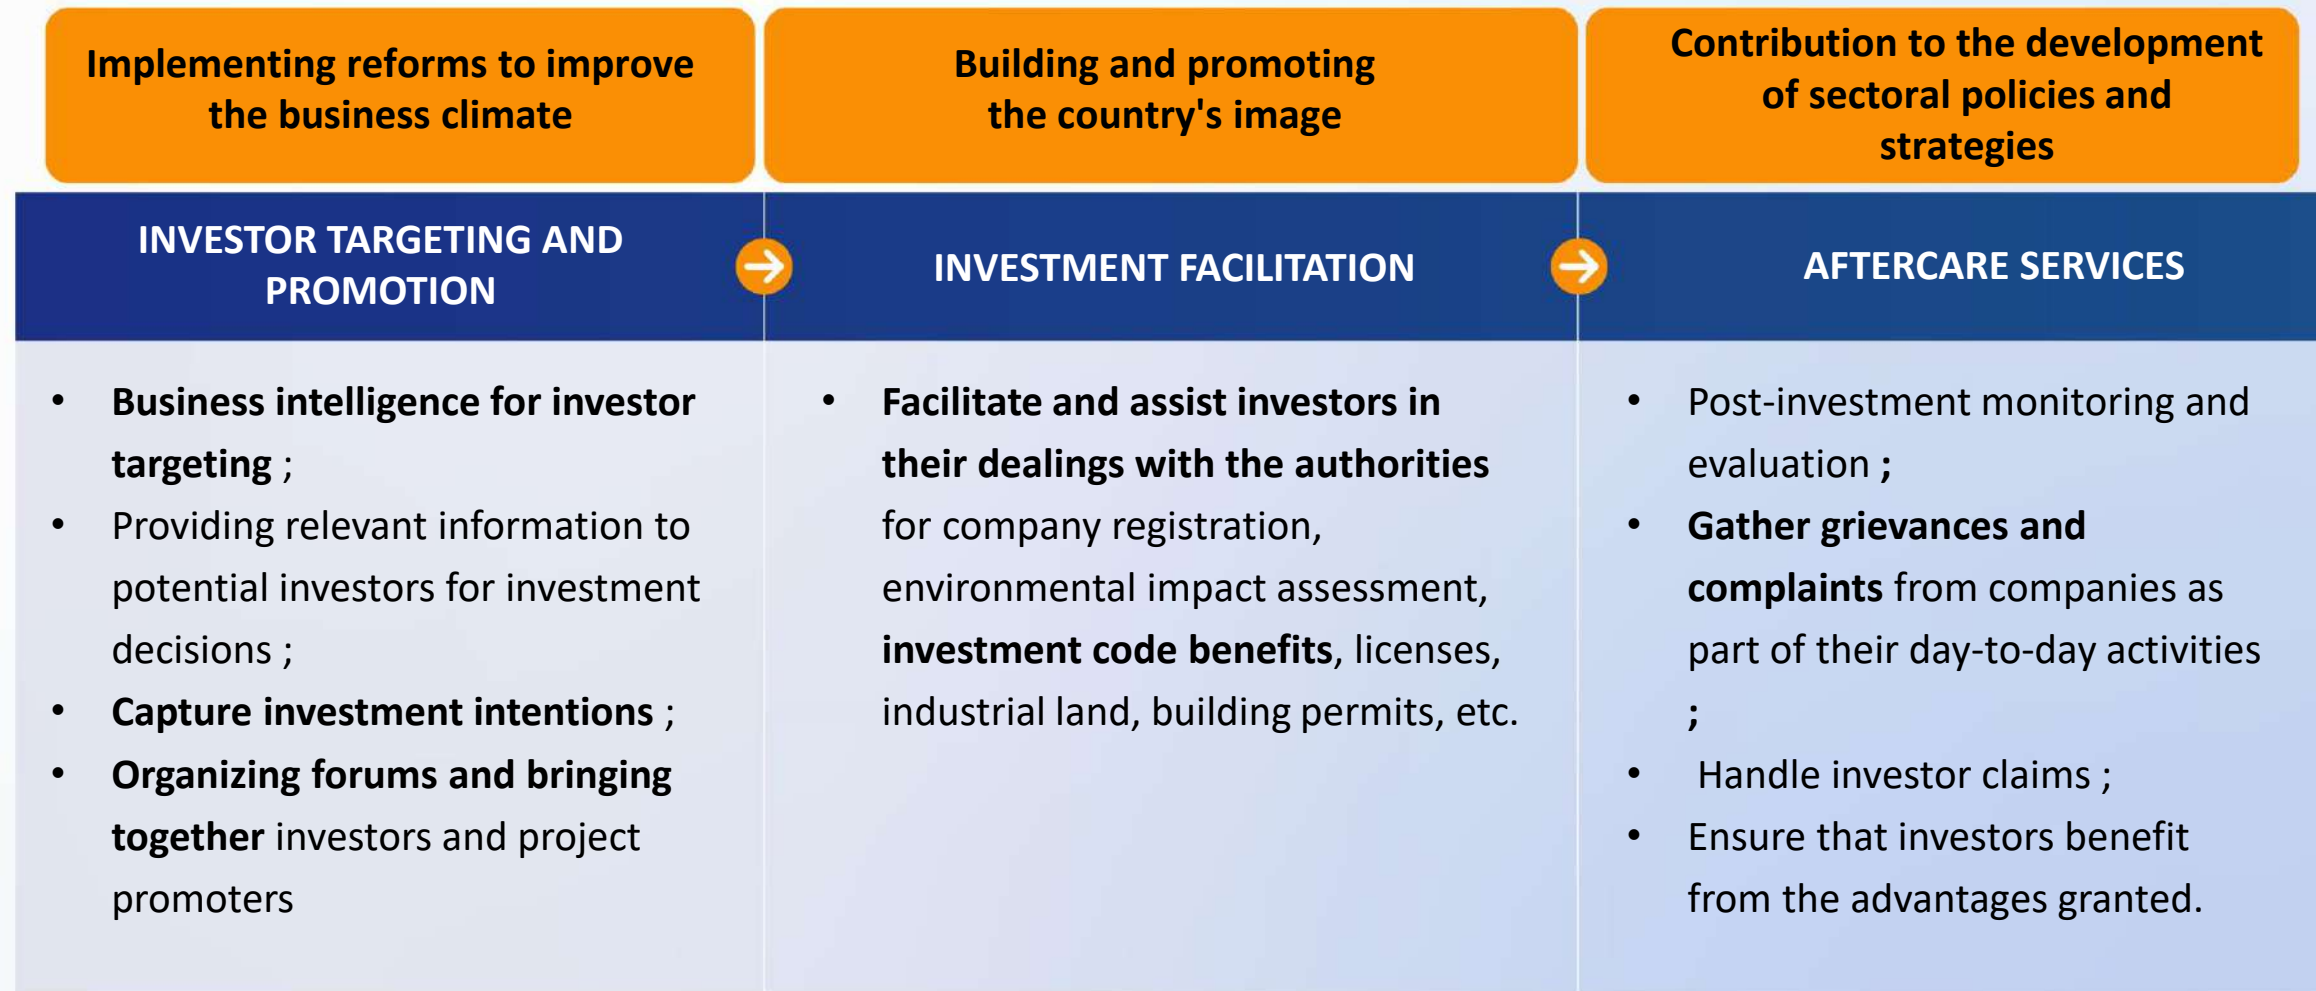 Implementing reforms to improve
the business climate
Building and promoting
the country's image
Contribution to the development
of sectoral policies and
strategies
INVESTOR TARGETING AND
PROMOTION
INVESTMENT FACILITATION
AFTERCARE SERVICES
• Business intelligence for investor
targeting ;
• Providing relevant information to
potential investors for investment
decisions ;
• Capture investment intentions ;
• Organizing forums and bringing
together investors and project
promoters
• Facilitate and assist investors in
their dealings with the authorities
for company registration,
environmental impact assessment,
investment code benefits, licenses,
industrial land, building permits, etc.
• Post-investment monitoring and
evaluation ;
• Gather grievances and
complaints from companies as
part of their day-to-day activities
;
• Handle investor claims ;
• Ensure that investors benefit
from the advantages granted.